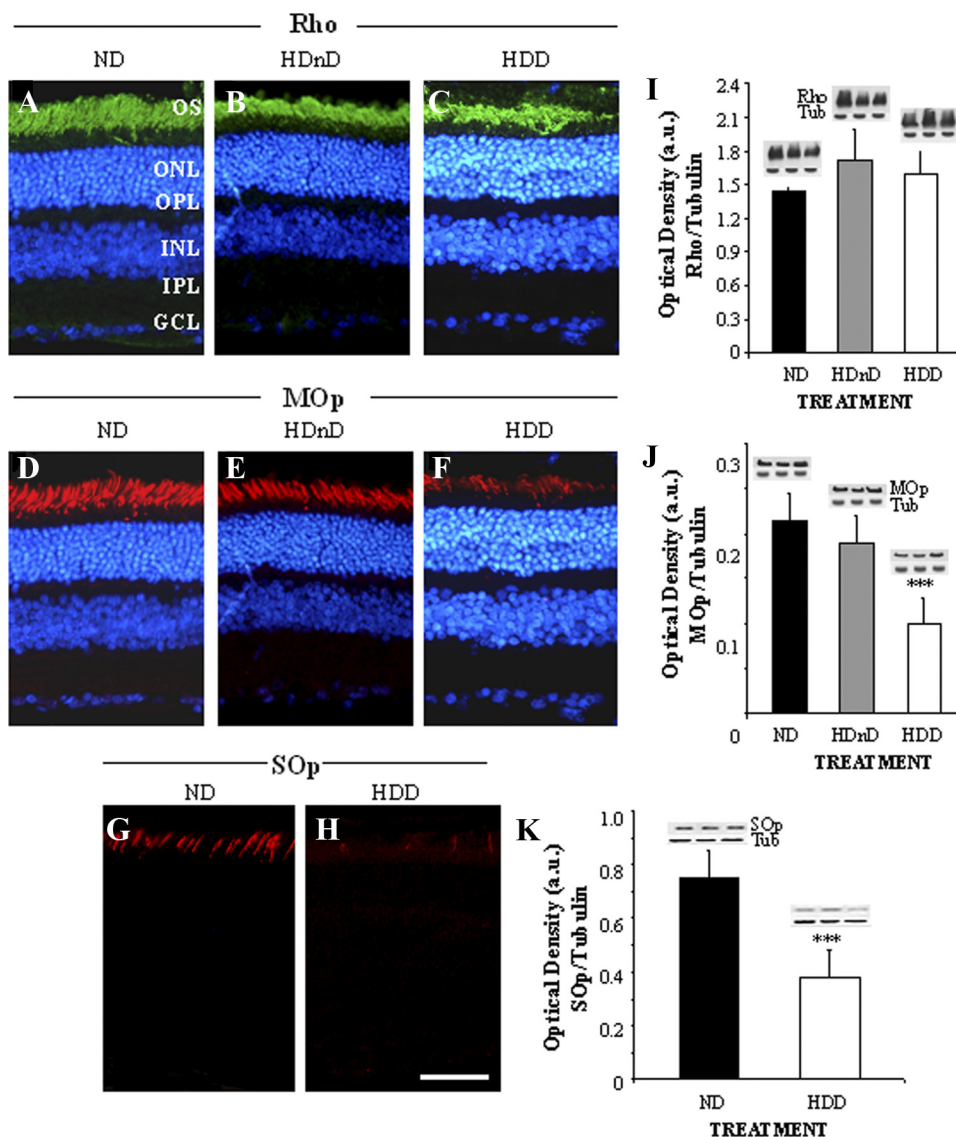 Rho
ND HDnD HDD
A B C
OS
ONL
OPL
INL
IPL
GCL
I
Optical Density (a.u.)
Rho/Tubulin
2.4
2.1
1.8
1.5
1.2
0.9
0.6
0.3
0
Rho
Tub
ND HDnD HDD
TREATMENT
MOp
ND HDnD HDD
D E F
J
Optical Density (a.u.)
MOp/Tubulin
0.3
0.2
0.1
0
MOp
Tub
***
ND HDnD HDD
TREATMENT
SOp
ND HDD
G H
K
Optical Density (a.u.)
SOp/Tubulin
1.0
0.8
0.6
0.4
0.2
0
SOp
Tub
***
ND HDD
TREATMENT